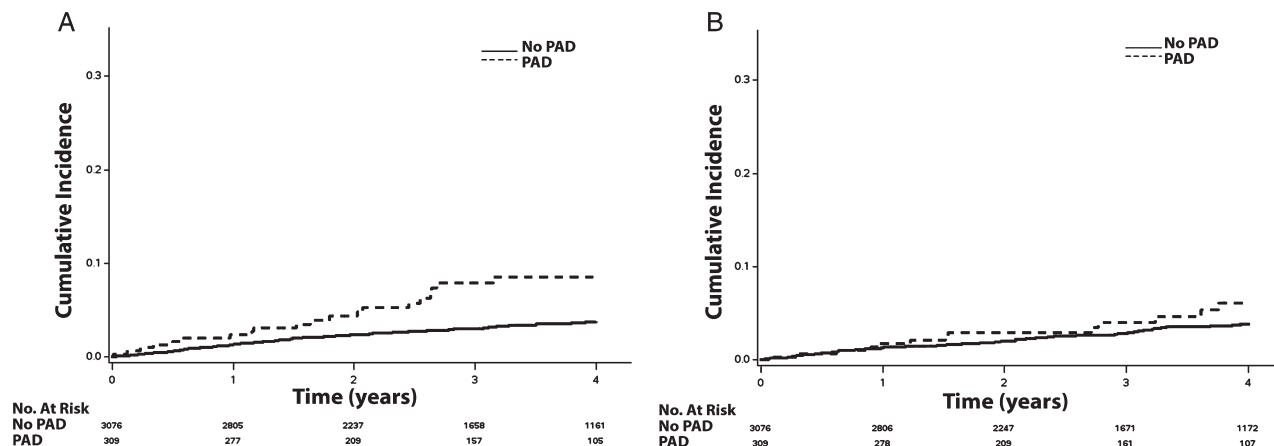 A
No PAD
PAD
0.3
0.2
0.1
0.0
Cumulative Incidence
0 1 2 3 4
Time (years)
No. At Risk
No PAD 3076 2805 2237 1658 1161
PAD 309 277 209 157 105
B
No PAD
PAD
0.3
0.2
0.1
0.0
Cumulative Incidence
0 1 2 3 4
Time (years)
No. At Risk
No PAD 3076 2806 2247 1671 1172
PAD 309 278 209 161 107